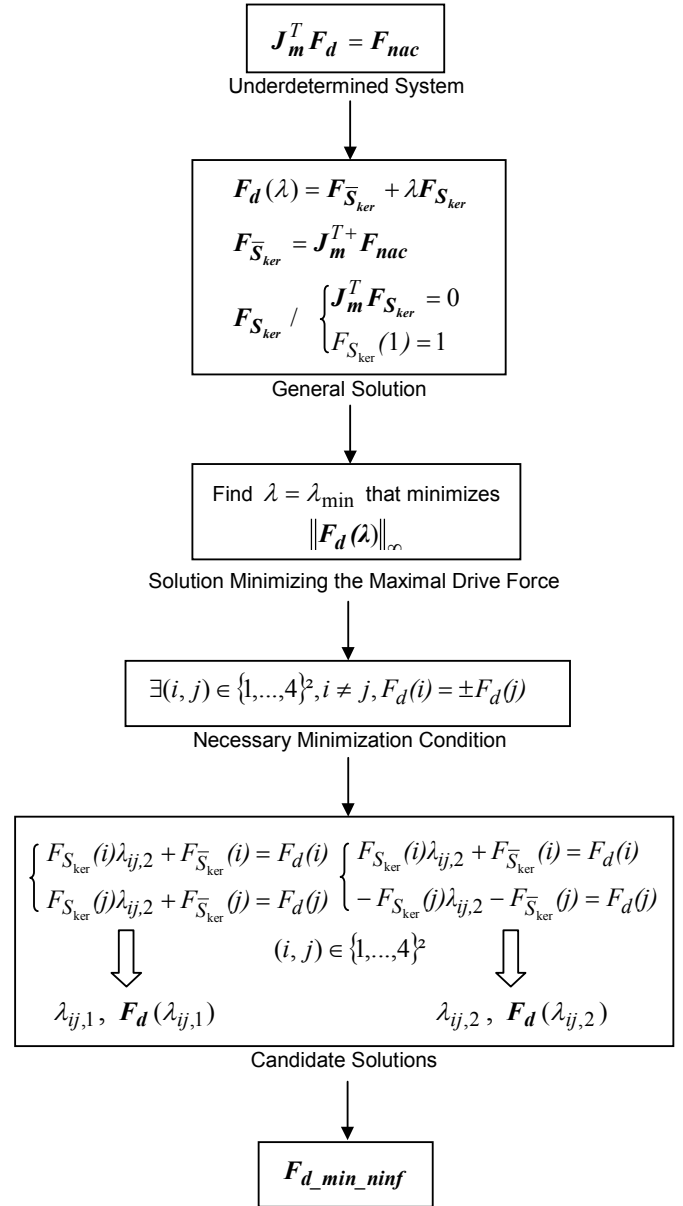 J_m^T F_d = F_nac
Underdetermined System
F_d(λ) = F_S̄ker + λF_Sker
F_S̄ker = J_m^T+ F_nac
F_Sker / { J_m^T F_Sker = 0
F_Sker(1) = 1
General Solution
Find λ = λ_min that minimizes
‖F_d(λ)‖_∞
Solution Minimizing the Maximal Drive Force
∃(i, j) ∈ {1,...,4}², i ≠ j, F_d(i) = ±F_d(j)
Necessary Minimization Condition
{ F_Sker(i)λ_ij,2 + F_S̄ker(i) = F_d(i) { F_Sker(i)λ_ij,2 + F_S̄ker(i) = F_d(i)
F_Sker(j)λ_ij,2 + F_S̄ker(j) = F_d(j) − F_Sker(j)λ_ij,2 − F_S̄ker(j) = F_d(j)
(i, j) ∈ {1,...,4}²
λ_ij,1 , F_d(λ_ij,1) λ_ij,2 , F_d(λ_ij,2)
Candidate Solutions
F_d_min_ninf